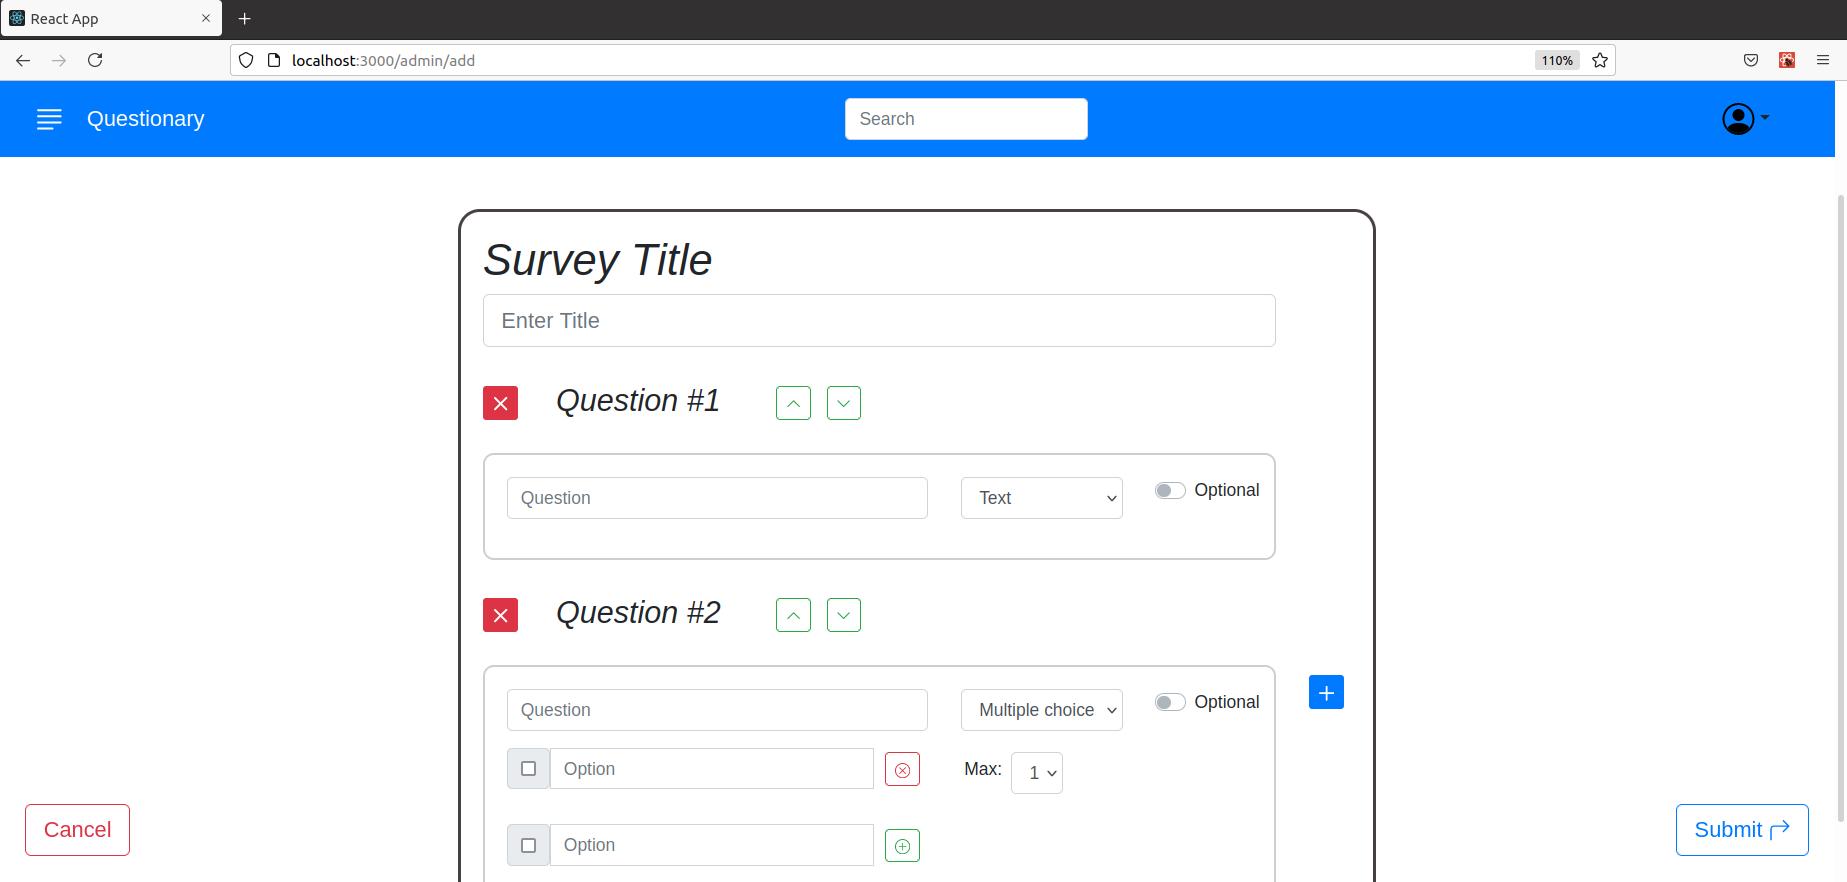 React App
localhost:3000/admin/add
110%
Questionary
Search
Survey Title
Enter Title
Question #1
Question
Text
Optional
Question #2
Question
Multiple choice
Optional
Option
Max:
1
Option
Cancel
Submit